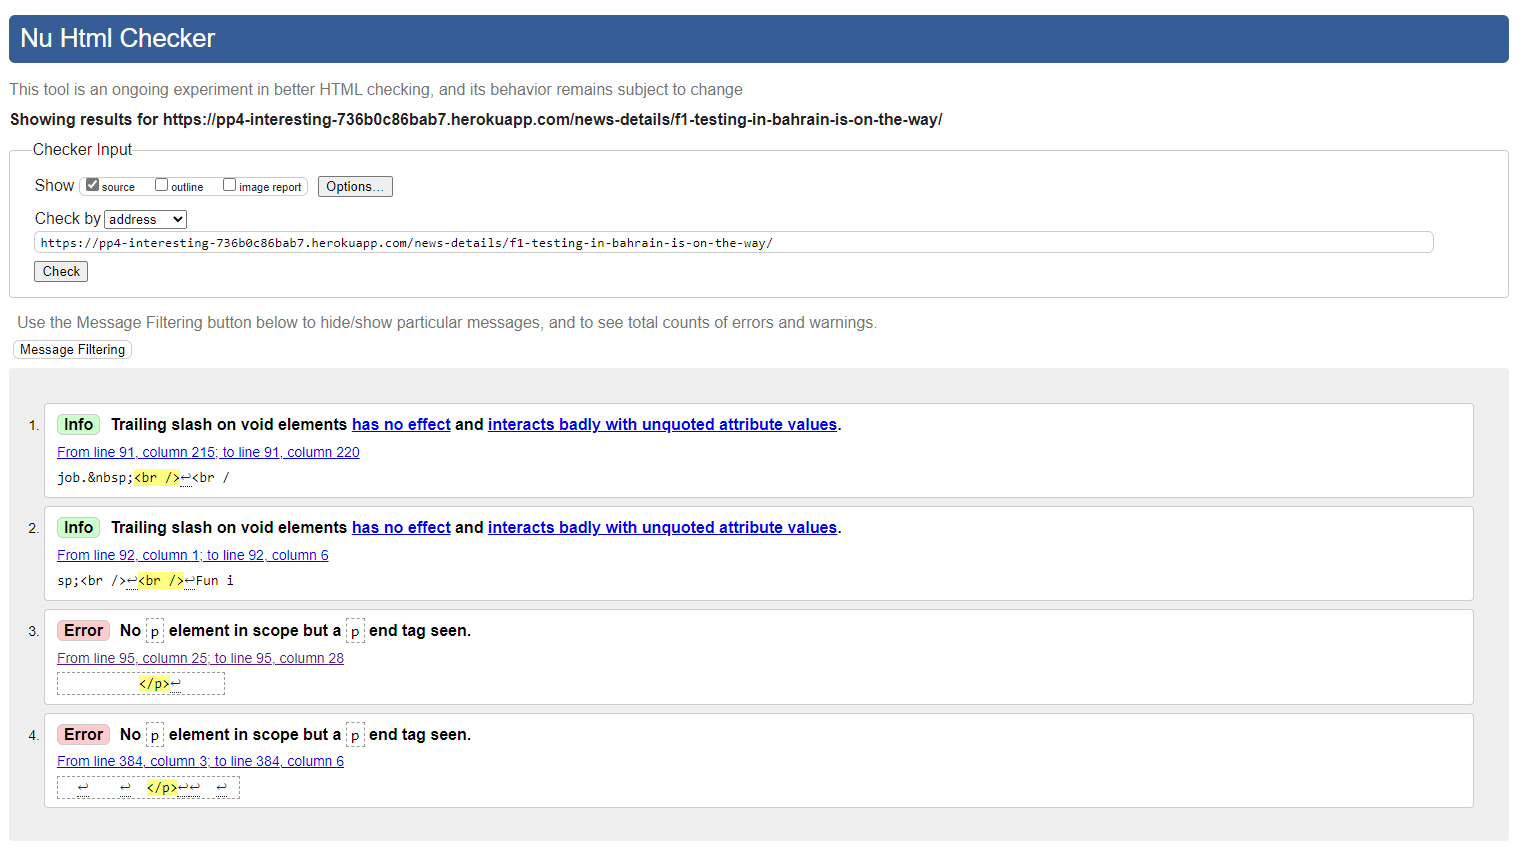 Nu Html Checker
This tool is an ongoing experiment in better HTML checking, and its behavior remains subject to change
Showing results for https://pp4-interesting-736b0c86bab7.herokuapp.com/news-details/f1-testing-in-bahrain-is-on-the-way/
Checker Input
Show source outline image report Options...
Check by address
https://pp4-interesting-736b0c86bab7.herokuapp.com/news-details/f1-testing-in-bahrain-is-on-the-way/
Check
Use the Message Filtering button below to hide/show particular messages, and to see total counts of errors and warnings.
Message Filtering
1. Info Trailing slash on void elements has no effect and interacts badly with unquoted attribute values.
From line 91, column 215; to line 91, column 220
job.&nbsp;<br />↩<br /
2. Info Trailing slash on void elements has no effect and interacts badly with unquoted attribute values.
From line 92, column 1; to line 92, column 6
sp;<br />↩<br />↩Fun i
3. Error No p element in scope but a p end tag seen.
From line 95, column 25; to line 95, column 28
</p>↩
4. Error No p element in scope but a p end tag seen.
From line 384, column 3; to line 384, column 6
↩ ↩ </p>↩↩ ↩